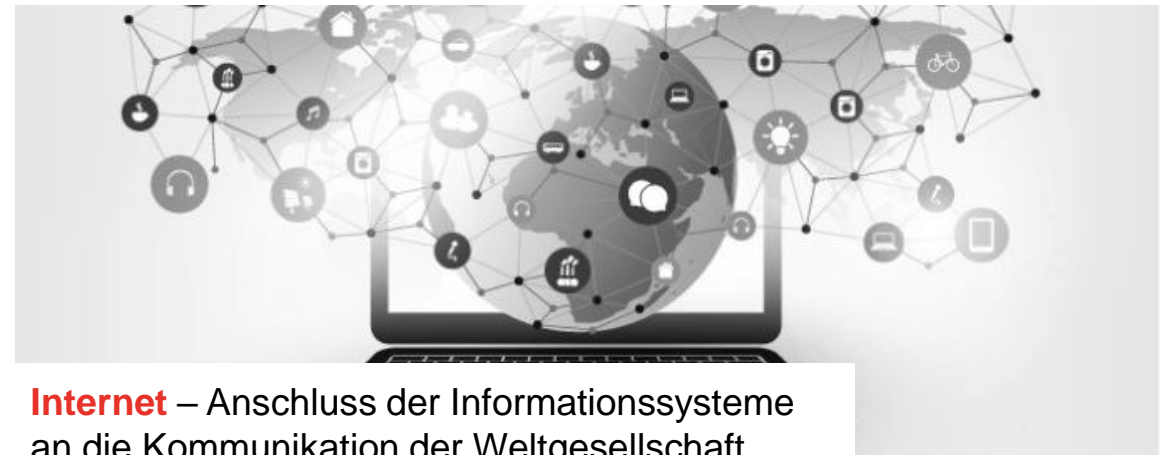 Internet – Anschluss der Informationssysteme
an die Kommunikation der Weltgesellschaft